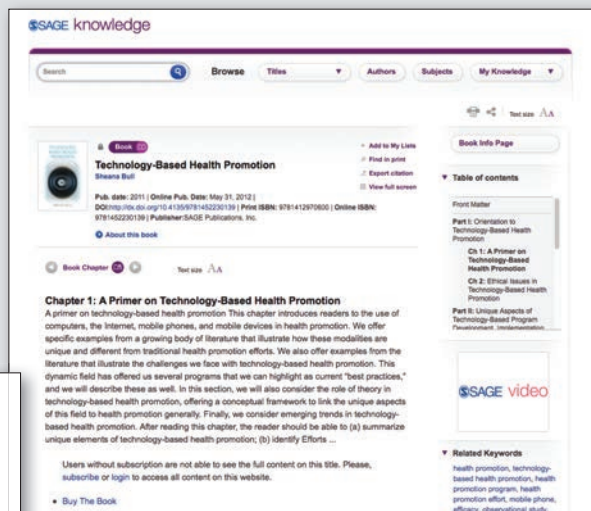 SAGE knowledge
Search
Browse
Titles
Authors
Subjects
My Knowledge
Text size AA
Book
Technology-Based Health Promotion
Sheana Bull
Pub. date: 2011 | Online Pub. Date: May 31, 2012 |
DOI:http://dx.doi.org/10.4135/9781452230139 | Print ISBN: 9781412970600 | Online ISBN:
9781452230139 | Publisher:SAGE Publications, Inc.
About this book
Add to My Lists
Find in print
Export citation
View full screen
Book Chapter
Text size AA
Chapter 1: A Primer on Technology-Based Health Promotion
A primer on technology-based health promotion This chapter introduces readers to the use of
computers, the Internet, mobile phones, and mobile devices in health promotion. We offer
specific examples from a growing body of literature that illustrate how these modalities are
unique and different from traditional health promotion efforts. We also offer examples from the
literature that illustrate the challenges we face with technology-based health promotion. This
dynamic field has offered us several programs that we can highlight as current "best practices,"
and we will describe these as well. In this section, we will also consider the role of theory in
technology-based health promotion, offering a conceptual framework to link the unique aspects
of this field to health promotion generally. Finally, we consider emerging trends in technology-
based health promotion. After reading this chapter, the reader should be able to (a) summarize
unique elements of technology-based health promotion; (b) identify Efforts ...
Users without subscription are not able to see the full content on this title. Please,
subscribe or login to access all content on this website.
Buy The Book
Book Info Page
Table of contents
Front Matter
Part I: Orientation to
Technology-Based Health
Promotion
Ch 1: A Primer on
Technology-Based
Health Promotion
Ch 2: Ethical Issues in
Technology-Based Health
Promotion
Part II: Unique Aspects of
Technology-Based Program
Development, Implementation
SAGE video
Related Keywords
health promotion, technology-
based health promotion, health
promotion program, health
promotion effort, mobile phone,
efficacy, observational study